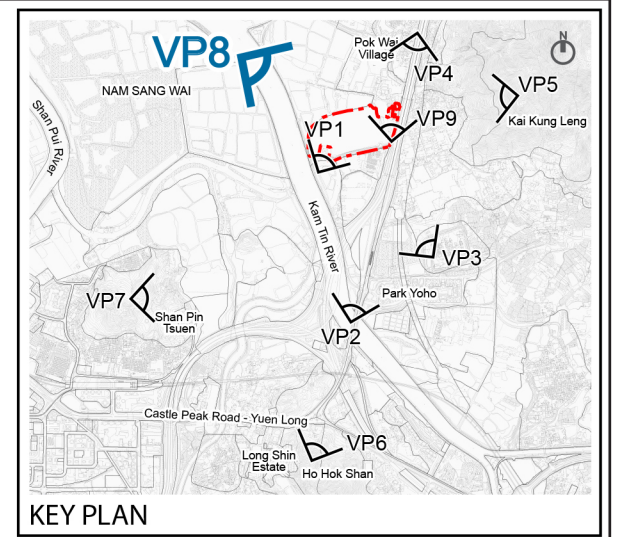 N
VP8
Pok Wai
Village
VP4
NAM SANG WAI
VP5
Kai Kung Leng
VP1
VP9
Shan Pui River
Kam Tin River
VP3
Park Yoho
VP7
Shan Pin
Tsuen
VP2
Castle Peak Road - Yuen Long
VP6
Long Shin
Estate
Ho Hok Shan
KEY PLAN